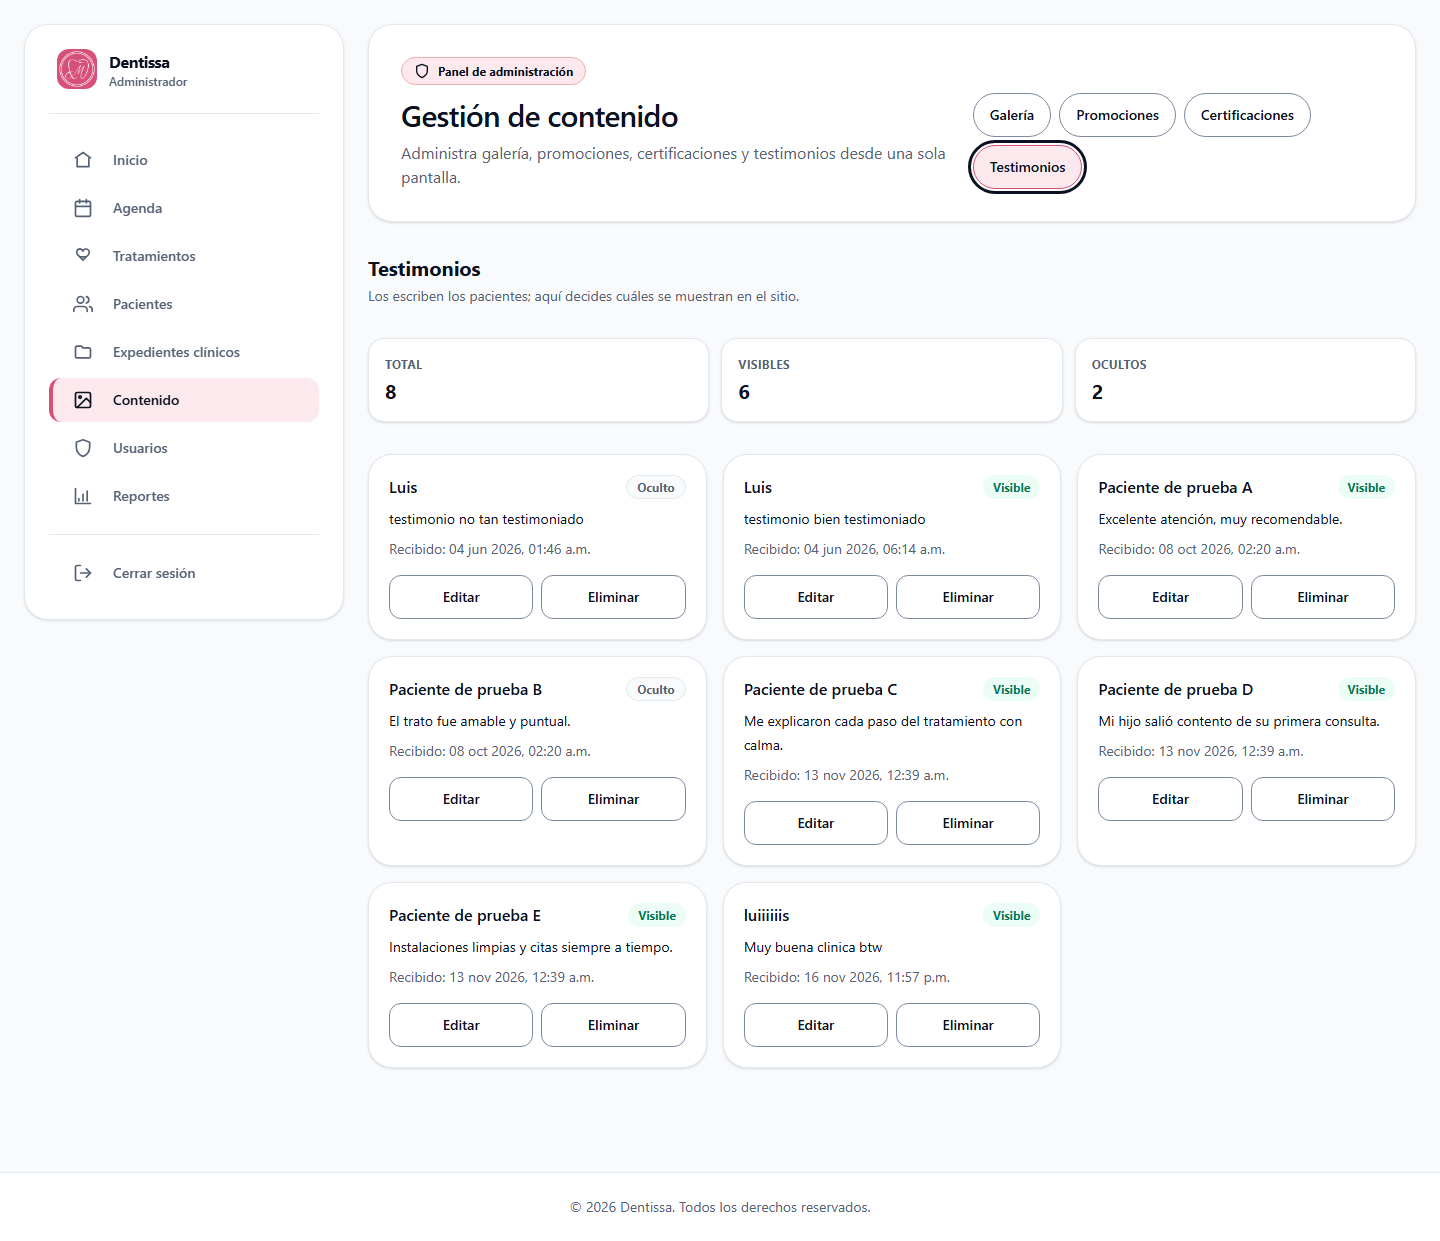 Dentissa
Administrador
Inicio
Agenda
Tratamientos
Pacientes
Expedientes clínicos
Contenido
Usuarios
Reportes
Cerrar sesión
Panel de administración
Gestión de contenido
Administra galería, promociones, certificaciones y testimonios desde una sola
pantalla.
Galería
Promociones
Certificaciones
Testimonios
Testimonios
Los escriben los pacientes; aquí decides cuáles se muestran en el sitio.
TOTAL
8
VISIBLES
6
OCULTOS
2
Luis
Oculto
testimonio no tan testimoniado
Recibido: 04 jun 2026, 01:46 a.m.
Editar
Eliminar
Luis
Visible
testimonio bien testimoniado
Recibido: 04 jun 2026, 06:14 a.m.
Editar
Eliminar
Paciente de prueba A
Visible
Excelente atención, muy recomendable.
Recibido: 08 oct 2026, 02:20 a.m.
Editar
Eliminar
Paciente de prueba B
Oculto
El trato fue amable y puntual.
Recibido: 08 oct 2026, 02:20 a.m.
Editar
Eliminar
Paciente de prueba C
Visible
Me explicaron cada paso del tratamiento con
calma.
Recibido: 13 nov 2026, 12:39 a.m.
Editar
Eliminar
Paciente de prueba D
Visible
Mi hijo salió contento de su primera consulta.
Recibido: 13 nov 2026, 12:39 a.m.
Editar
Eliminar
Paciente de prueba E
Visible
Instalaciones limpias y citas siempre a tiempo.
Recibido: 13 nov 2026, 12:39 a.m.
Editar
Eliminar
luiiiiiis
Visible
Muy buena clinica btw
Recibido: 16 nov 2026, 11:57 p.m.
Editar
Eliminar
© 2026 Dentissa. Todos los derechos reservados.